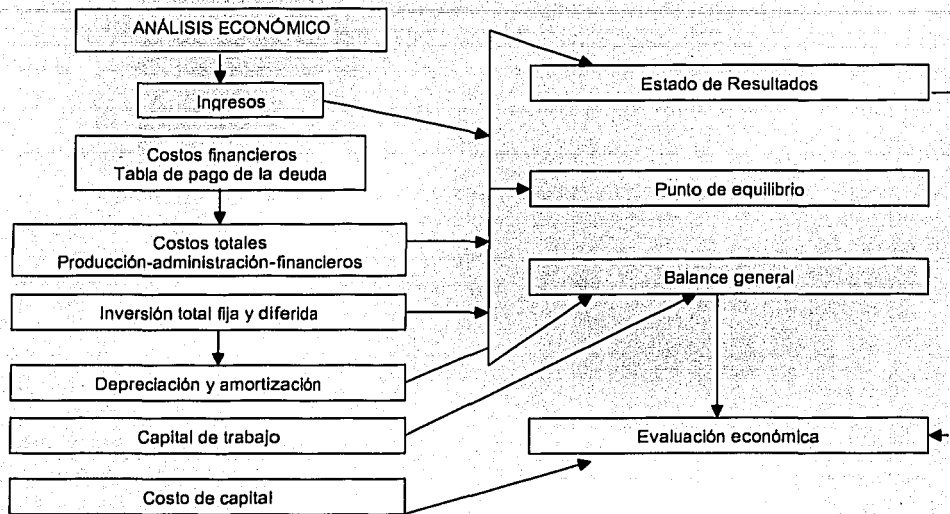 ANÁLISIS ECONÓMICO
Ingresos
Costos financieros
Tabla de pago de la deuda
Costos totales
Producción-administración-financieros
Inversión total fija y diferida
Depreciación y amortización
Capital de trabajo
Costo de capital
Estado de Resultados
Punto de equilibrio
Balance general
Evaluación económica